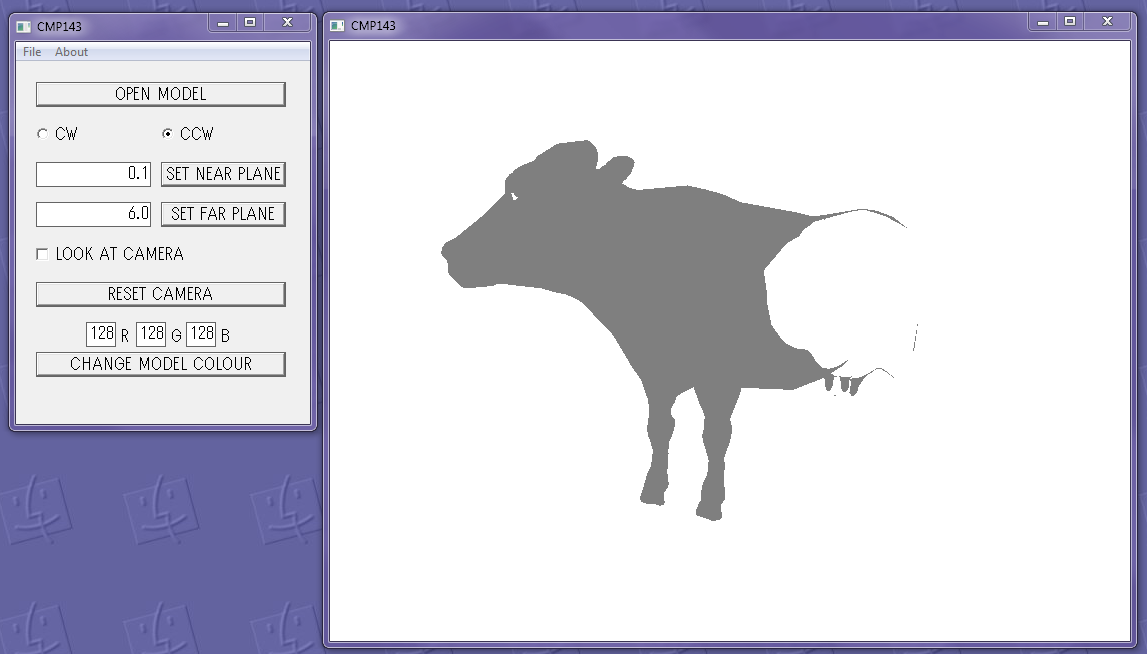 CMP143
File About
OPEN MODEL
CW CCW
0.1 SET NEAR PLANE
6.0 SET FAR PLANE
LOOK AT CAMERA
RESET CAMERA
128 R 128 G 128 B
CHANGE MODEL COLOUR
CMP143